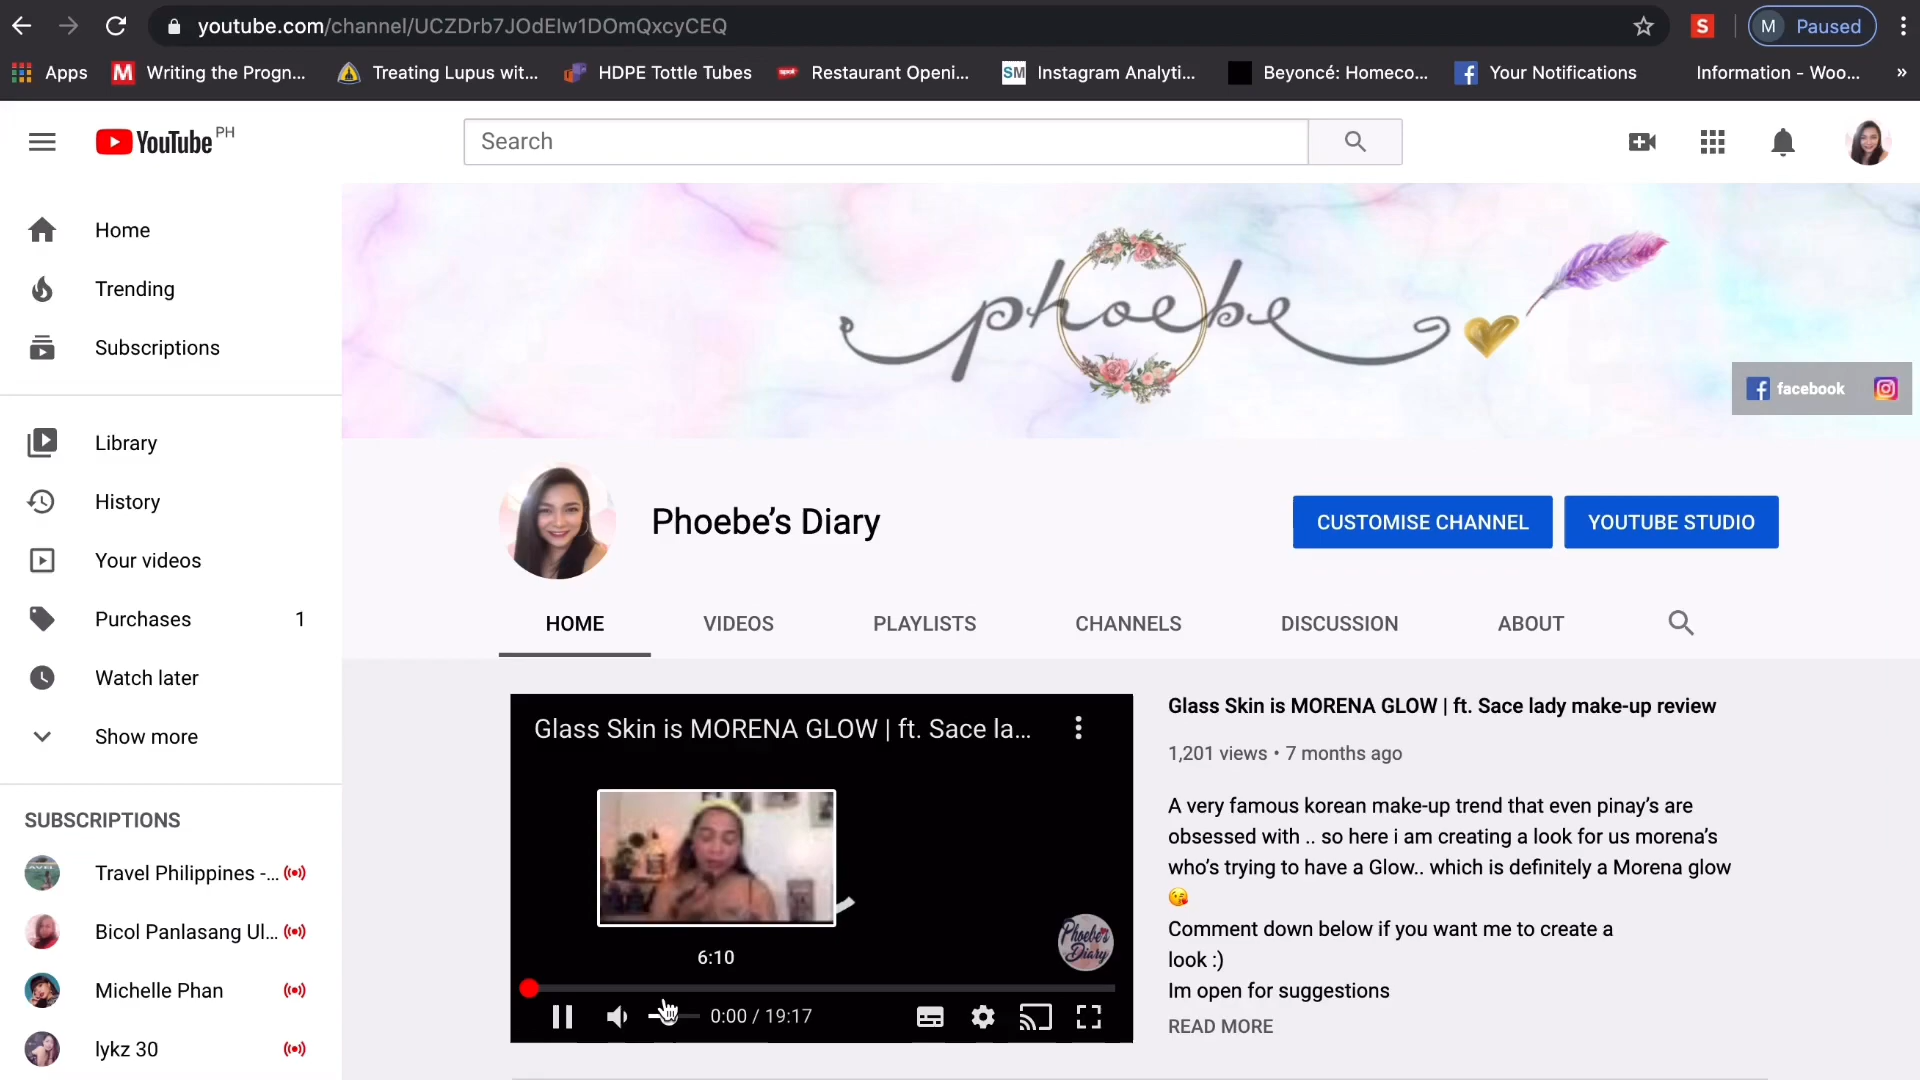 youtube.com/channel/UCZDrb7JOdElw1DOmQxcyCEQ
S
M Paused
Apps
M Writing the Progn...
Treating Lupus wit...
HDPE Tottle Tubes
spot Restaurant Openi...
SM Instagram Analyti...
Beyoncé: Homeco...
Your Notifications
Information - Woo...
»
YouTube PH
Search
Home
Trending
Subscriptions
Library
History
Your videos
Purchases 1
Watch later
Show more
SUBSCRIPTIONS
Travel Philippines -...
Bicol Panlasang Ul...
Michelle Phan
lykz 30
phoebe
facebook
Phoebe’s Diary
CUSTOMISE CHANNEL
YOUTUBE STUDIO
HOME
VIDEOS
PLAYLISTS
CHANNELS
DISCUSSION
ABOUT
Glass Skin is MORENA GLOW | ft. Sace la...
6:10
Phoebe's
Diary
0:00 / 19:17
Glass Skin is MORENA GLOW | ft. Sace lady make-up review
1,201 views • 7 months ago
A very famous korean make-up trend that even pinay’s are
obsessed with .. so here i am creating a look for us morena’s
who’s trying to have a Glow.. which is definitely a Morena glow
😘
Comment down below if you want me to create a
look :)
Im open for suggestions
READ MORE